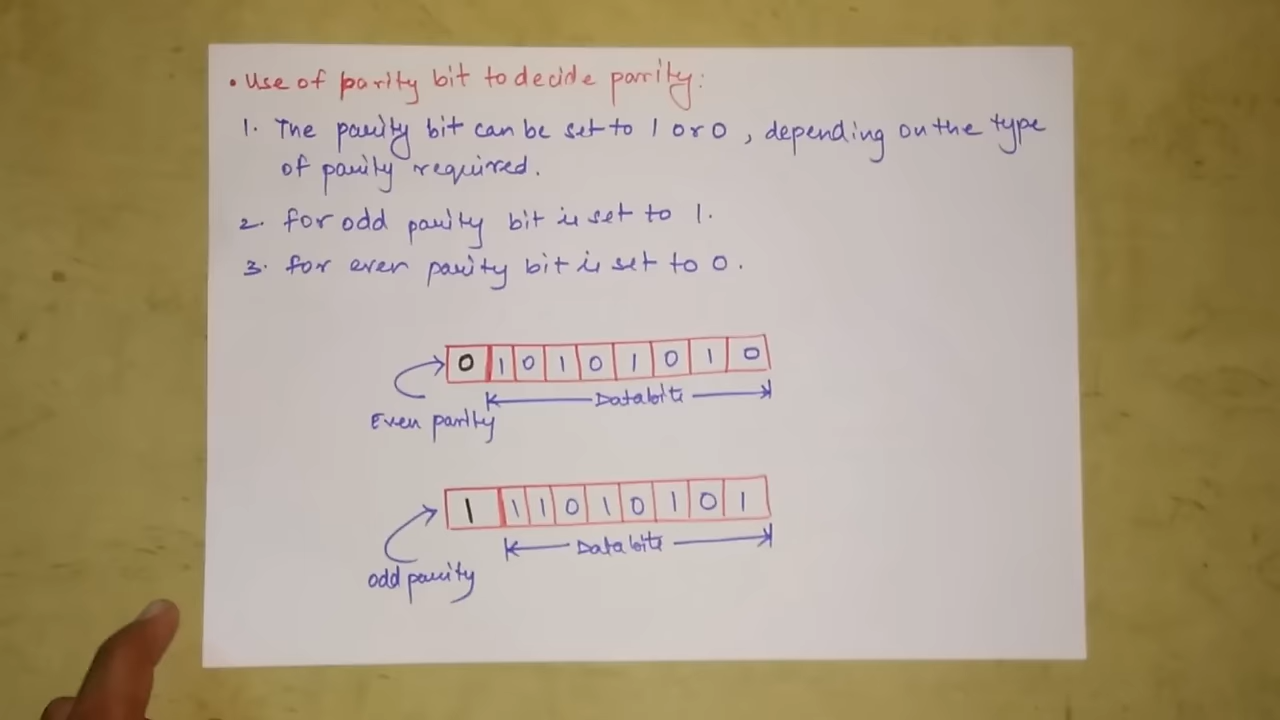 • Use of parity bit to decide parity:
1. The parity bit can be set to 1 or 0, depending on the type
of parity required.
2. for odd parity bit is set to 1.
3. for even parity bit is set to 0.
0 1 0 1 0 1 0 1 0
Data bits
Even parity
1 1 1 0 1 0 1 0 1
Data bits
odd parity